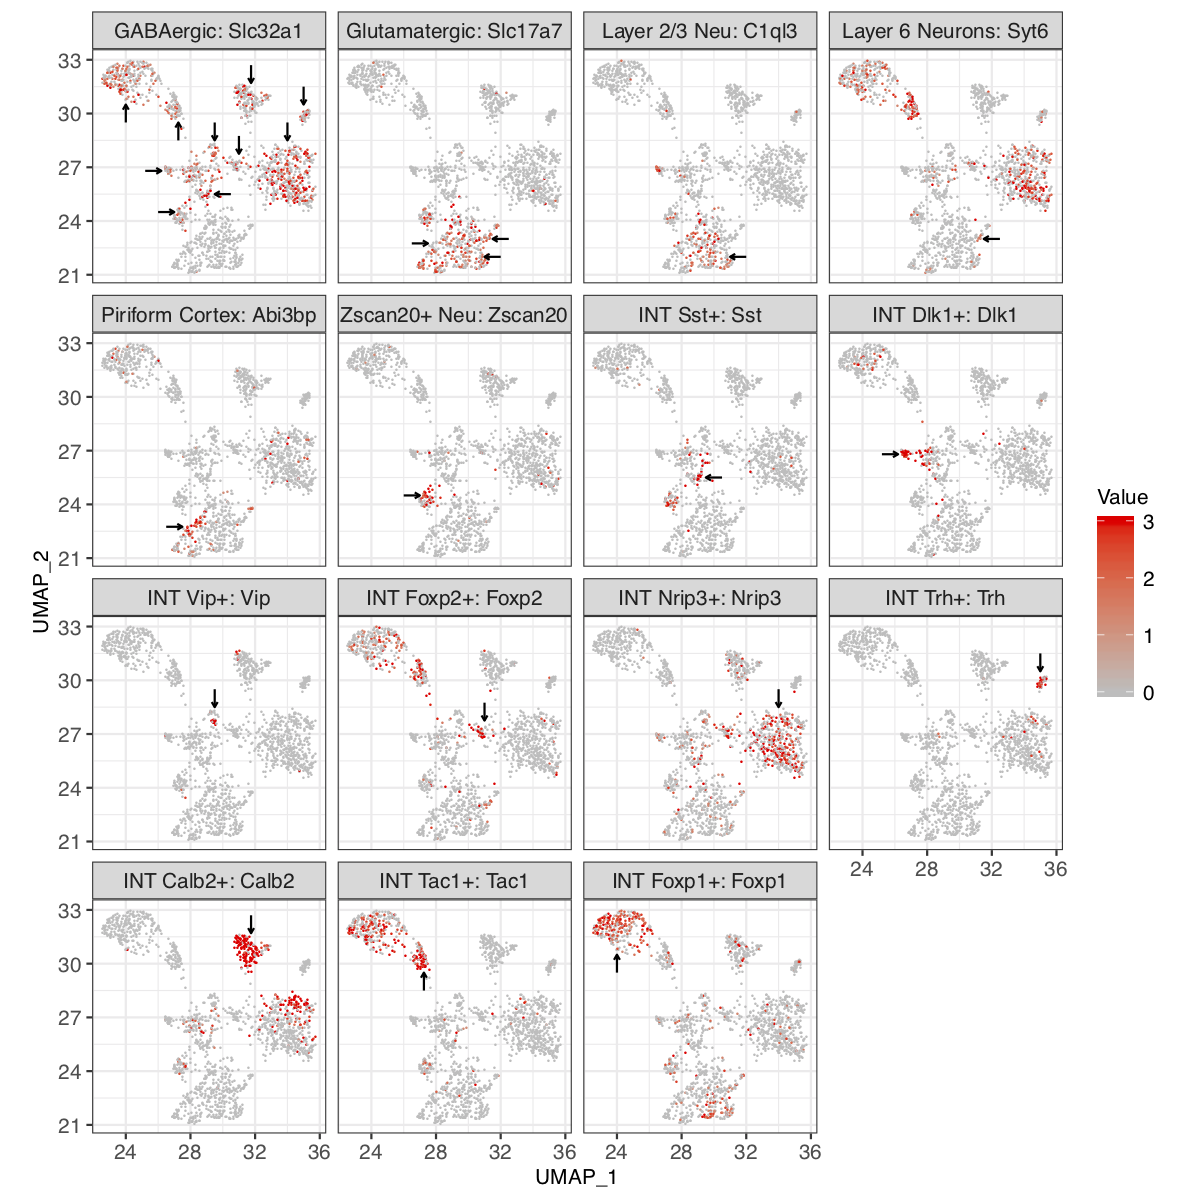 GABAergic: Slc32a1
Glutamatergic: Slc17a7
Layer 2/3 Neu: C1ql3
Layer 6 Neurons: Syt6
33
30
27
24
21
Piriform Cortex: Abi3bp
Zscan20+ Neu: Zscan20
INT Sst+: Sst
INT Dlk1+: Dlk1
33
30
27
24
21
INT Vip+: Vip
INT Foxp2+: Foxp2
INT Nrip3+: Nrip3
INT Trh+: Trh
33
30
27
24
21
24 28 32 36
INT Calb2+: Calb2
INT Tac1+: Tac1
INT Foxp1+: Foxp1
33
30
27
24
21
24 28 32 36
24 28 32 36
24 28 32 36
UMAP_1
UMAP_2
Value
3
2
1
0